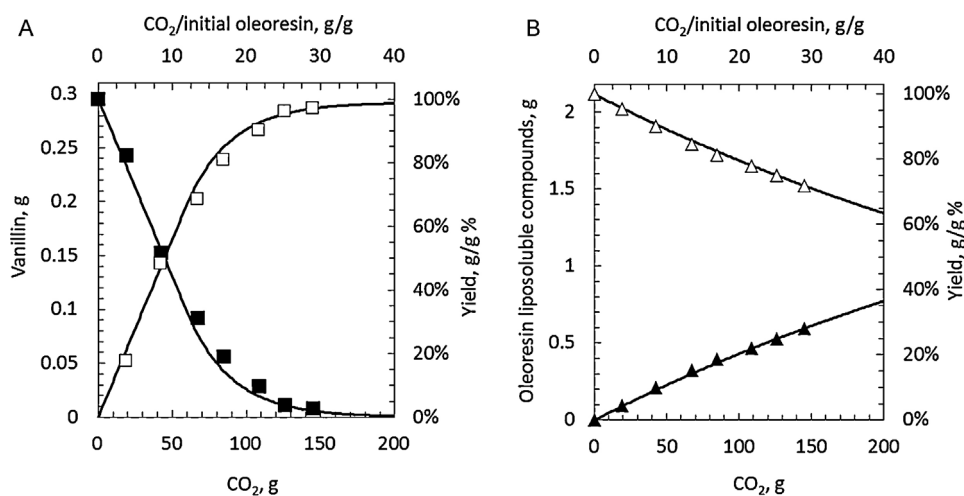 A
CO₂/initial oleoresin, g/g
0 10 20 30 40
0.3
0.25
0.2
0.15
0.1
0.05
0
Vanillin, g
100%
80%
60%
40%
20%
0%
Yield, g/g %
0 50 100 150 200
CO₂, g
B
CO₂/initial oleoresin, g/g
0 10 20 30 40
2
1.5
1
0.5
0
Oleoresin liposoluble compounds, g
100%
80%
60%
40%
20%
0%
Yield, g/g %
0 50 100 150 200
CO₂, g